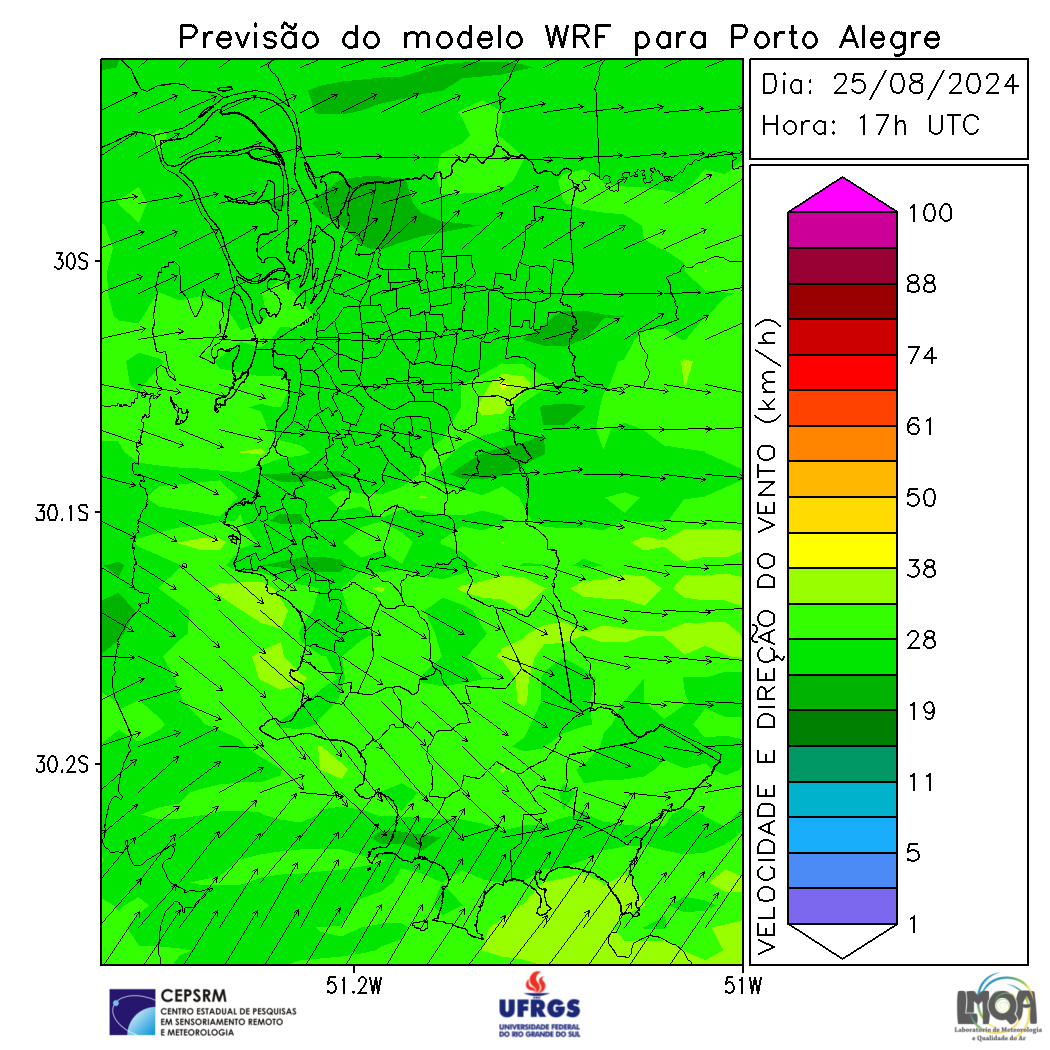 Previsão do modelo WRF para Porto Alegre
Dia: 25/08/2024
Hora: 17h UTC
30S
30.1S
30.2S
51.2W
51W
VELOCIDADE E DIREÇÃO DO VENTO (km/h)
100
88
74
61
50
38
28
19
11
5
1
CEPSRM
CENTRO ESTADUAL DE PESQUISAS
EM SENSORIAMENTO REMOTO
E METEOROLOGIA
UFRGS
UNIVERSIDADE FEDERAL
DO RIO GRANDE DO SUL
LMQA
Laboratório de Meteorologia
e Qualidade do Ar